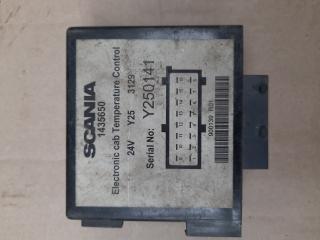 SCANIA
1435650
Electronic cab Temperature Control
24V Y25 3129
Serial No: Y250141